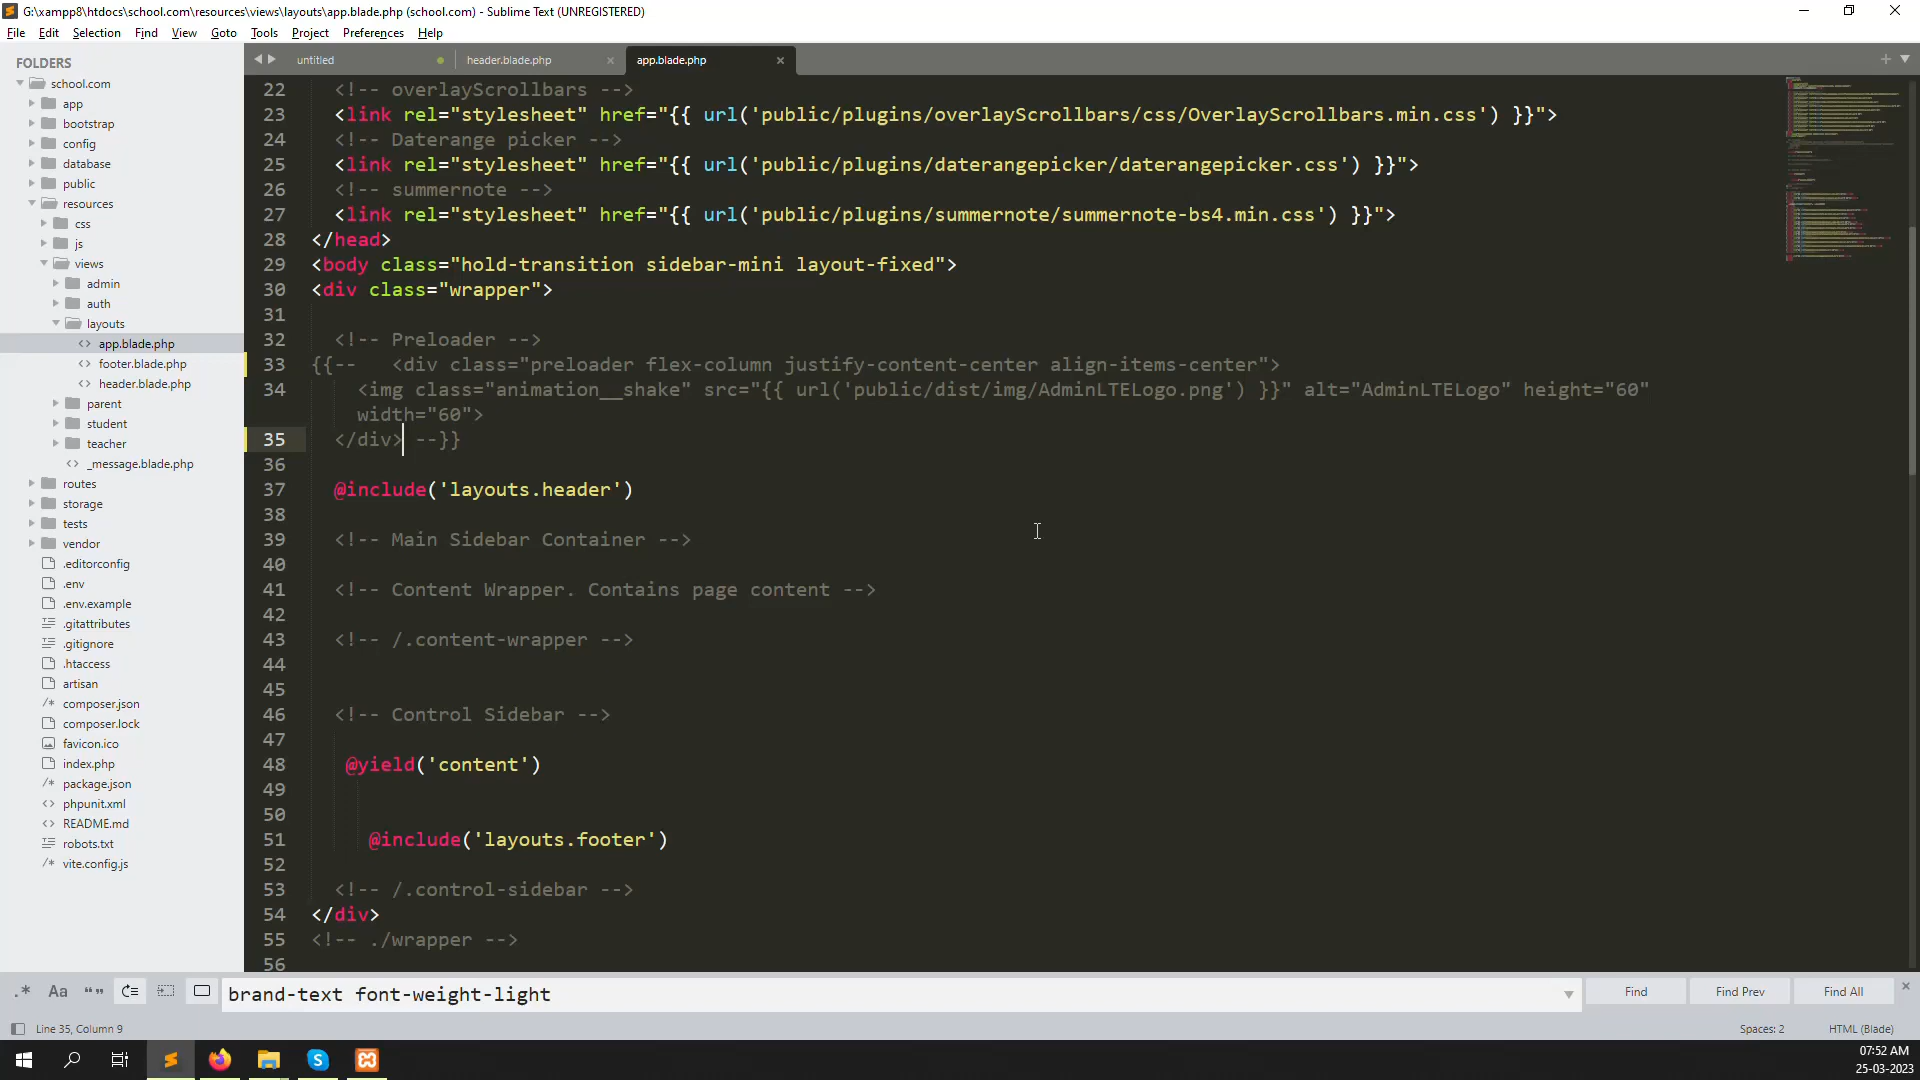 G:\xampp8\htdocs\school.com\resources\views\layouts\app.blade.php (school.com) - Sublime Text (UNREGISTERED)
File Edit Selection Find View Goto Tools Project Preferences Help
FOLDERS
school.com
app
bootstrap
config
database
public
resources
css
js
views
admin
auth
layouts
app.blade.php
footer.blade.php
header.blade.php
parent
student
teacher
_message.blade.php
routes
storage
tests
vendor
.editorconfig
.env
.env.example
.gitattributes
.gitignore
.htaccess
artisan
composer.json
composer.lock
favicon.ico
index.php
package.json
phpunit.xml
README.md
robots.txt
vite.config.js
untitled header.blade.php app.blade.php
22 <!-- overlayScrollbars -->
23 <link rel="stylesheet" href="{{ url('public/plugins/overlayScrollbars/css/OverlayScrollbars.min.css') }}">
24 <!-- Daterange picker -->
25 <link rel="stylesheet" href="{{ url('public/plugins/daterangepicker/daterangepicker.css') }}">
26 <!-- summernote -->
27 <link rel="stylesheet" href="{{ url('public/plugins/summernote/summernote-bs4.min.css') }}">
28 </head>
29 <body class="hold-transition sidebar-mini layout-fixed">
30 <div class="wrapper">
31
32 <!-- Preloader -->
33 {{-- <div class="preloader flex-column justify-content-center align-items-center">
34 <img class="animation__shake" src="{{ url('public/dist/img/AdminLTELogo.png') }}" alt="AdminLTELogo" height="60"
width="60">
35 </div> --}}
36
37 @include('layouts.header')
38
39 <!-- Main Sidebar Container -->
40
41 <!-- Content Wrapper. Contains page content -->
42
43 <!-- /.content-wrapper -->
44
45
46 <!-- Control Sidebar -->
47
48 @yield('content')
49
50
51 @include('layouts.footer')
52
53 <!-- /.control-sidebar -->
54 </div>
55 <!-- ./wrapper -->
56
.* Aa “” brand-text font-weight-light Find Find Prev Find All
Line 35, Column 9 Spaces: 2 HTML (Blade)
07:52 AM
25-03-2023